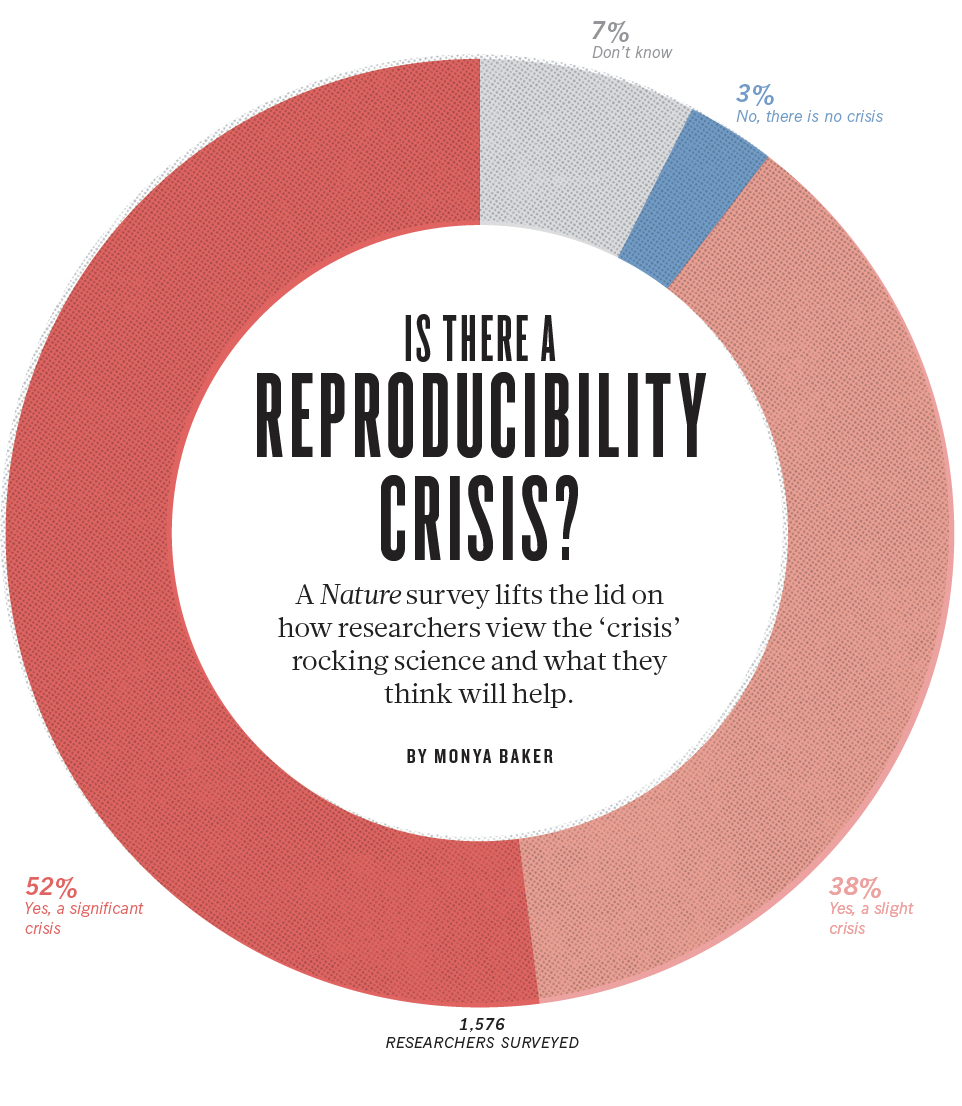 7%
Don’t know
3%
No, there is no crisis
IS THERE A
REPRODUCIBILITY
CRISIS?
A Nature survey lifts the lid on
how researchers view the ‘crisis’
rocking science and what they
think will help.
BY MONYA BAKER
52%
Yes, a significant
crisis
38%
Yes, a slight
crisis
1,576
RESEARCHERS SURVEYED